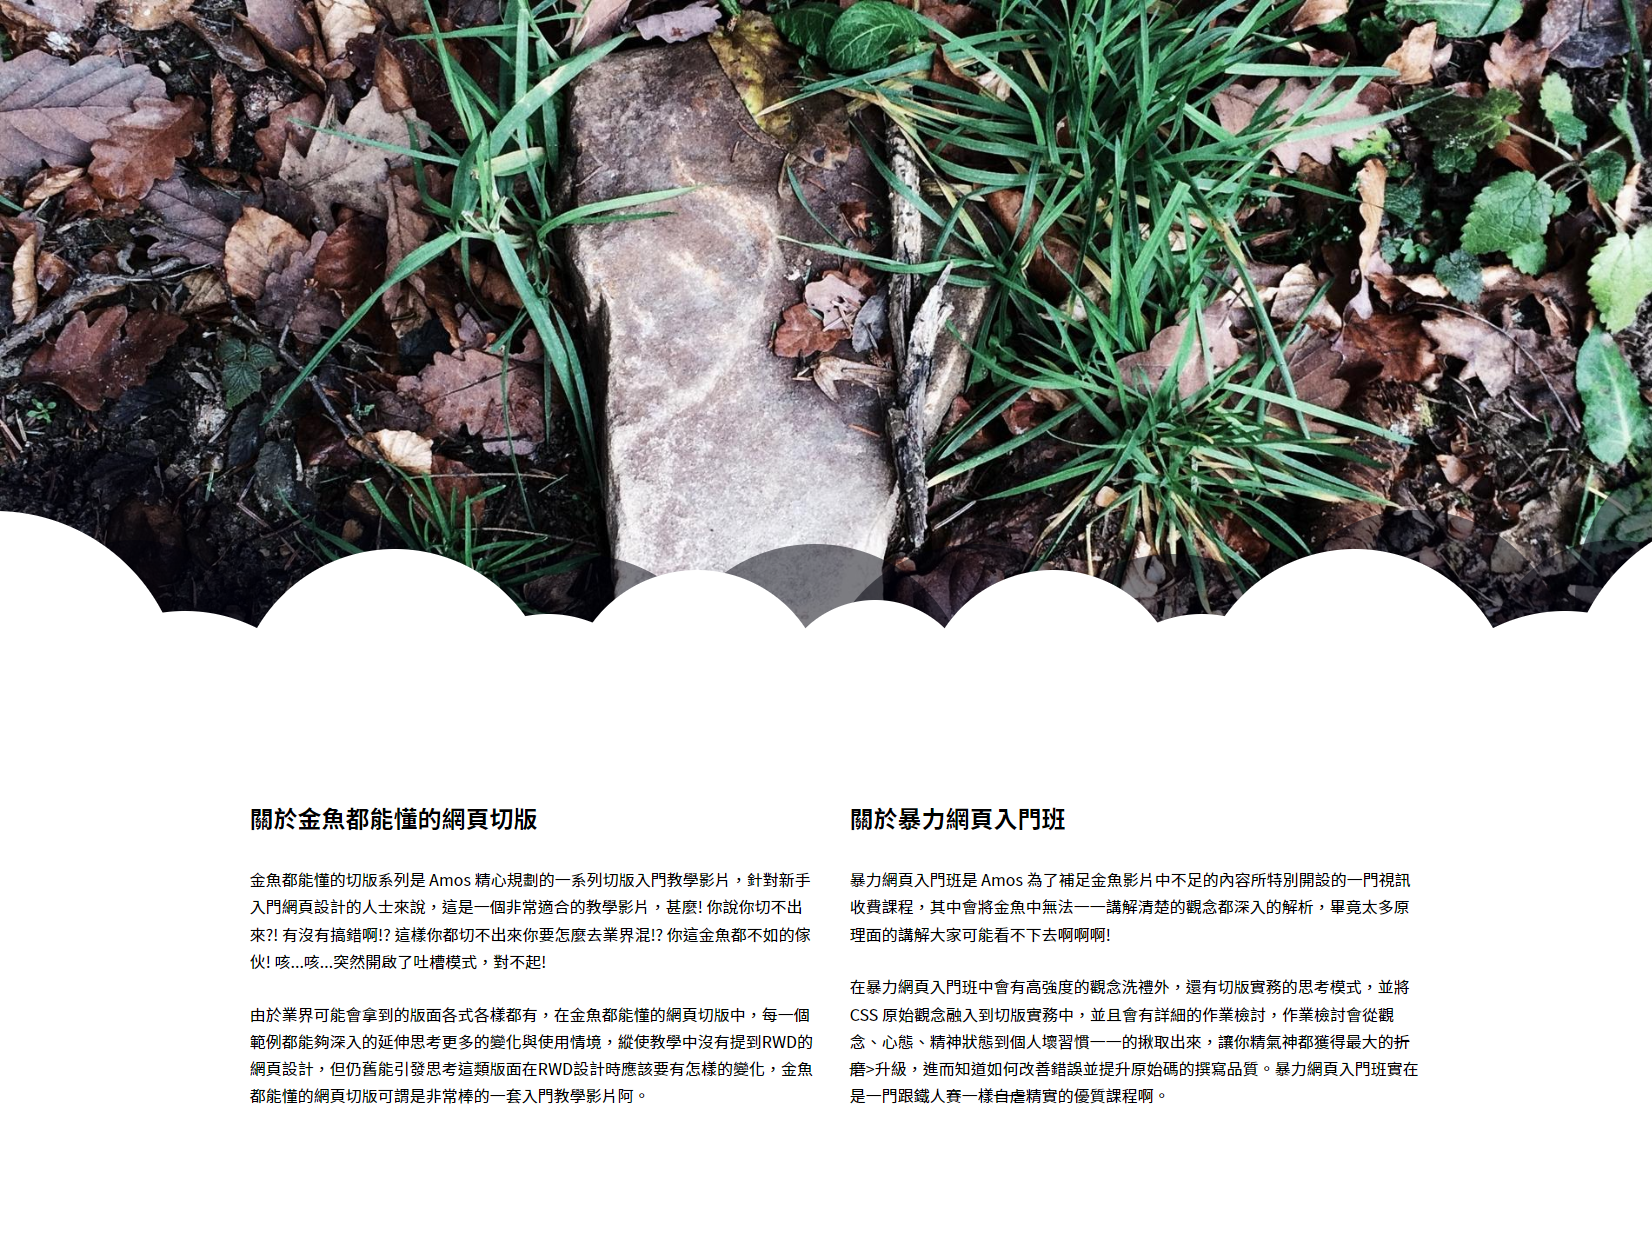 關於金魚都能懂的網頁切版
金魚都能懂的切版系列是 Amos 精心規劃的一系列切版入門教學影片，針對新手
入門網頁設計的人士來說，這是一個非常適合的教學影片，甚麼! 你說你切不出
來?! 有沒有搞錯啊!? 這樣你都切不出來你要怎麼去業界混!? 你這金魚都不如的傢
伙! 咳...咳...突然開啟了吐槽模式，對不起!
由於業界可能會拿到的版面各式各樣都有，在金魚都能懂的網頁切版中，每一個
範例都能夠深入的延伸思考更多的變化與使用情境，縱使教學中沒有提到RWD的
網頁設計，但仍舊能引發思考這類版面在RWD設計時應該要有怎樣的變化，金魚
都能懂的網頁切版可謂是非常棒的一套入門教學影片阿。
關於暴力網頁入門班
暴力網頁入門班是 Amos 為了補足金魚影片中不足的內容所特別開設的一門視訊
收費課程，其中會將金魚中無法一一講解清楚的觀念都深入的解析，畢竟太多原
理面的講解大家可能看不下去啊啊啊!
在暴力網頁入門班中會有高強度的觀念洗禮外，還有切版實務的思考模式，並將
CSS 原始觀念融入到切版實務中，並且會有詳細的作業檢討，作業檢討會從觀
念、心態、精神狀態到個人壞習慣一一的揪取出來，讓你精氣神都獲得最大的折
磨>升級，進而知道如何改善錯誤並提升原始碼的撰寫品質。暴力網頁入門班實在
是一門跟鐵人賽一樣自虐精實的優質課程啊。